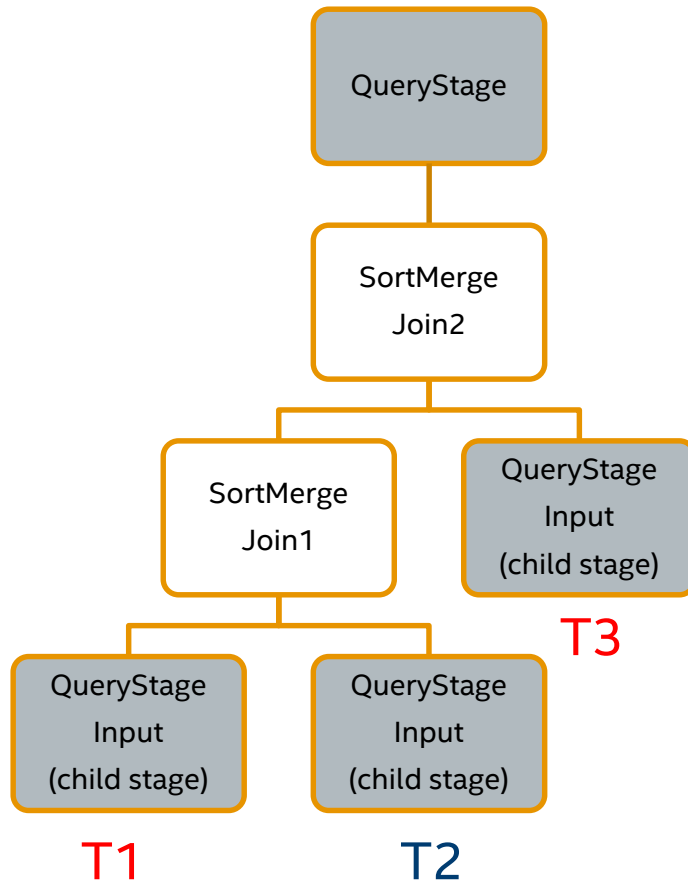 QueryStage
SortMerge
Join2
SortMerge
Join1
QueryStage
Input
(child stage)
T3
QueryStage
Input
(child stage)
T1
QueryStage
Input
(child stage)
T2